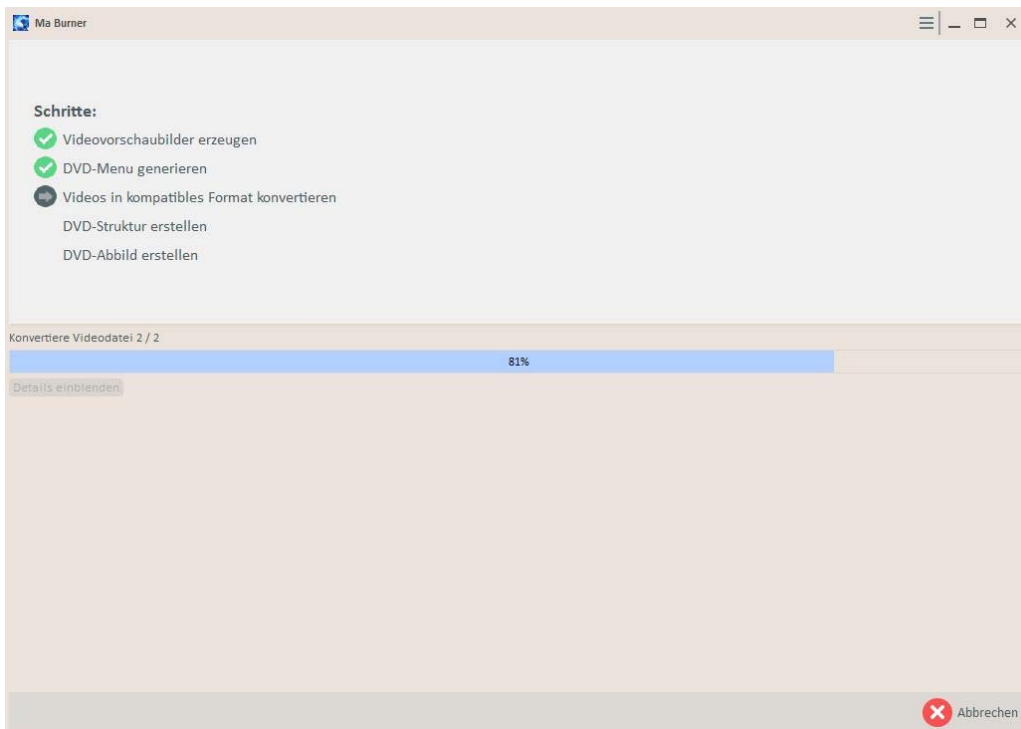 Ma Burner
Schritte:
Videovorschaubilder erzeugen
DVD-Menu generieren
Videos in kompatibles Format konvertieren
DVD-Struktur erstellen
DVD-Abbild erstellen
Konvertiere Videodatei 2 / 2
81%
Details einblenden
Abbrechen